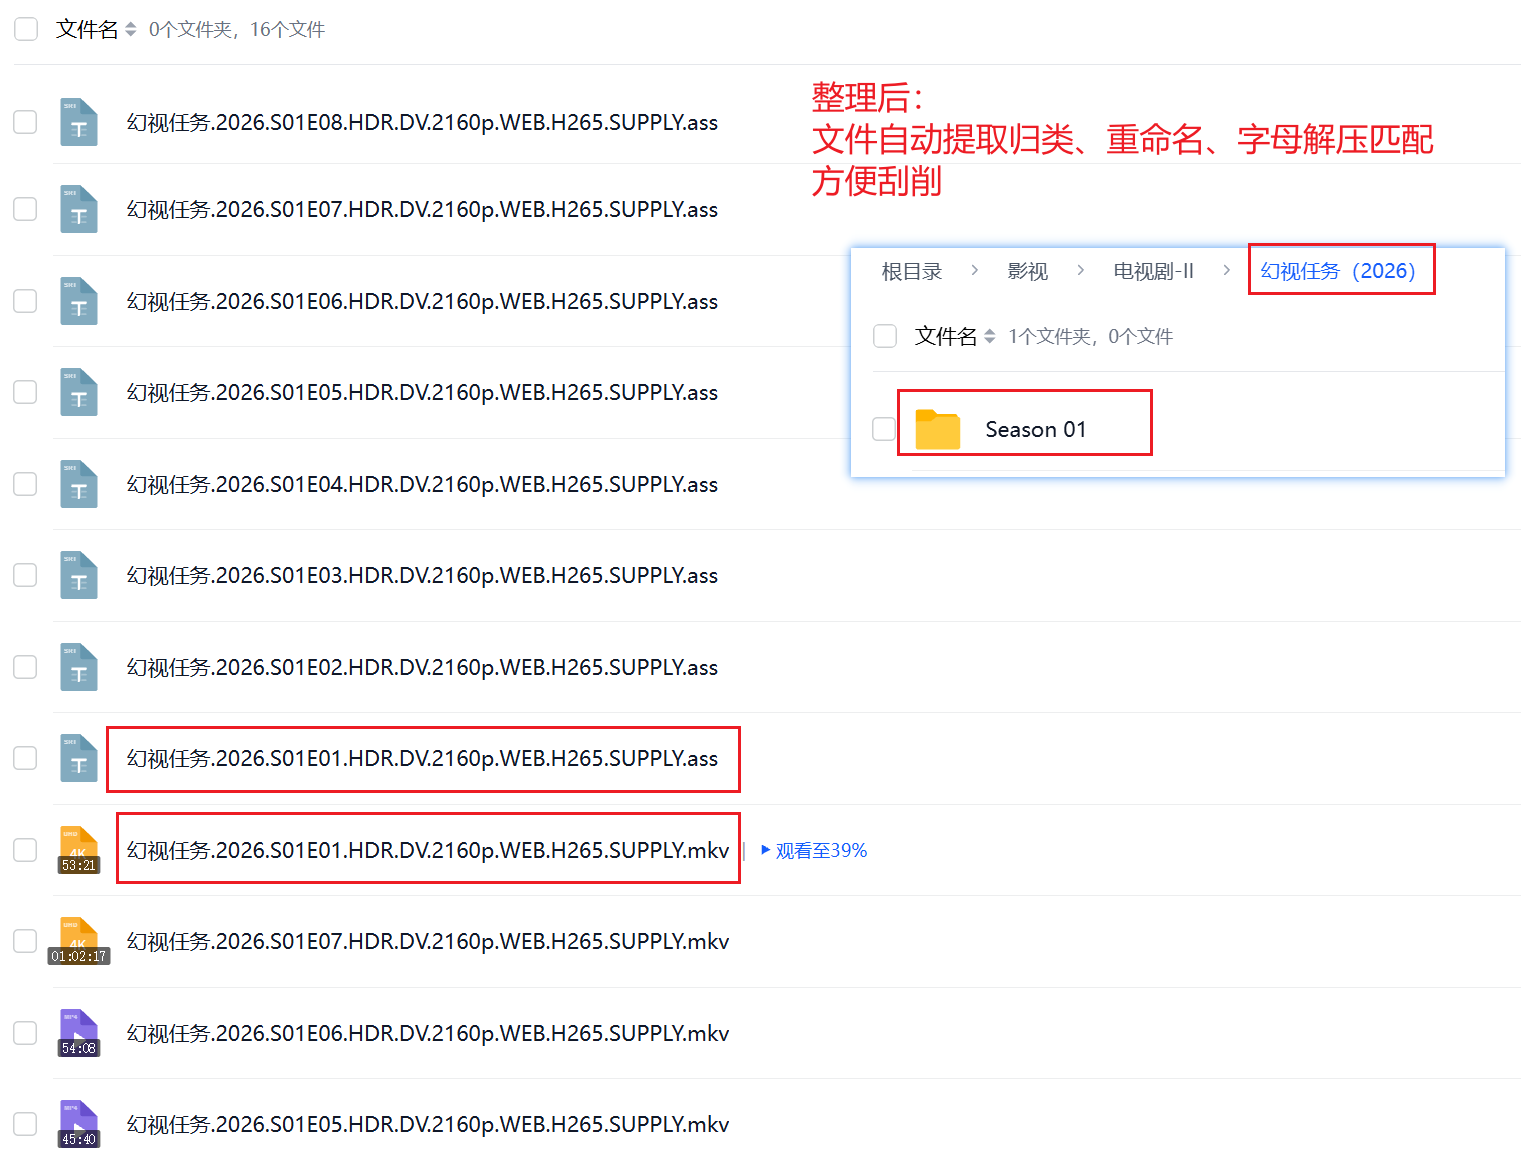 文件名 0个文件夹，16个文件
整理后：
文件自动提取归类、重命名、字母解压匹配
方便刮削
幻视任务.2026.S01E08.HDR.DV.2160p.WEB.H265.SUPPLY.ass
幻视任务.2026.S01E07.HDR.DV.2160p.WEB.H265.SUPPLY.ass
根目录 > 影视 > 电视剧-II > 幻视任务（2026）
文件名 1个文件夹，0个文件
Season 01
幻视任务.2026.S01E06.HDR.DV.2160p.WEB.H265.SUPPLY.ass
幻视任务.2026.S01E05.HDR.DV.2160p.WEB.H265.SUPPLY.ass
幻视任务.2026.S01E04.HDR.DV.2160p.WEB.H265.SUPPLY.ass
幻视任务.2026.S01E03.HDR.DV.2160p.WEB.H265.SUPPLY.ass
幻视任务.2026.S01E02.HDR.DV.2160p.WEB.H265.SUPPLY.ass
幻视任务.2026.S01E01.HDR.DV.2160p.WEB.H265.SUPPLY.ass
4K 53:21 幻视任务.2026.S01E01.HDR.DV.2160p.WEB.H265.SUPPLY.mkv | 观看至39%
4K 01:02:17 幻视任务.2026.S01E07.HDR.DV.2160p.WEB.H265.SUPPLY.mkv
54:08 幻视任务.2026.S01E06.HDR.DV.2160p.WEB.H265.SUPPLY.mkv
45:40 幻视任务.2026.S01E05.HDR.DV.2160p.WEB.H265.SUPPLY.mkv